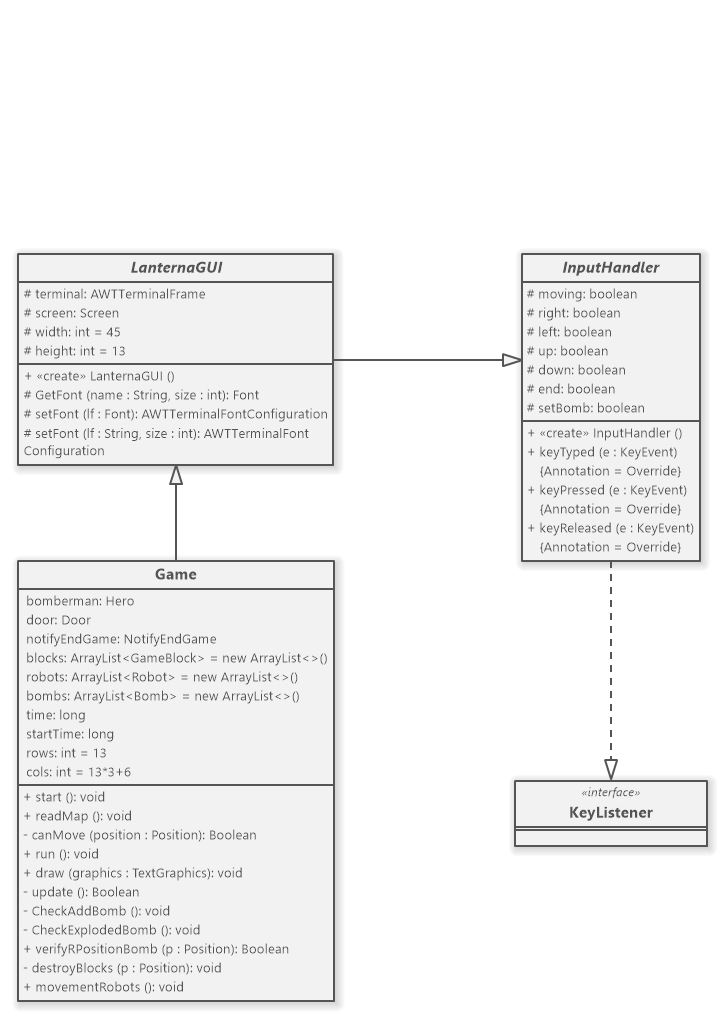 LanternaGUI
# terminal: AWTTerminalFrame
# screen: Screen
# width: int = 45
# height: int = 13
+ «create» LanternaGUI ()
# GetFont (name : String, size : int): Font
# setFont (lf : Font): AWTTerminalFontConfiguration
# setFont (lf : String, size : int): AWTTerminalFont
Configuration
InputHandler
# moving: boolean
# right: boolean
# left: boolean
# up: boolean
# down: boolean
# end: boolean
# setBomb: boolean
+ «create» InputHandler ()
+ keyTyped (e : KeyEvent)
{Annotation = Override}
+ keyPressed (e : KeyEvent)
{Annotation = Override}
+ keyReleased (e : KeyEvent)
{Annotation = Override}
Game
bomberman: Hero
door: Door
notifyEndGame: NotifyEndGame
blocks: ArrayList<GameBlock> = new ArrayList<>()
robots: ArrayList<Robot> = new ArrayList<>()
bombs: ArrayList<Bomb> = new ArrayList<>()
time: long
startTime: long
rows: int = 13
cols: int = 13*3+6
+ start (): void
+ readMap (): void
- canMove (position : Position): Boolean
+ run (): void
+ draw (graphics : TextGraphics): void
- update (): Boolean
- CheckAddBomb (): void
- CheckExplodedBomb (): void
+ verifyRPositionBomb (p : Position): Boolean
- destroyBlocks (p : Position): void
+ movementRobots (): void
«interface»
KeyListener